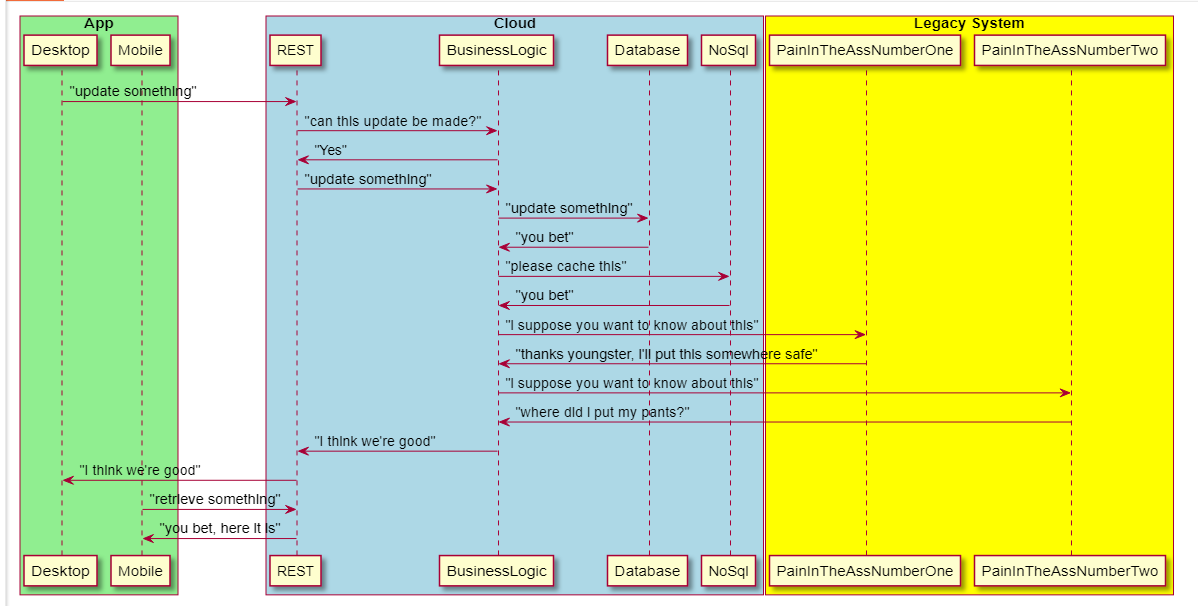 App Cloud Legacy System
Desktop Mobile REST BusinessLogic Database NoSql PainInTheAssNumberOne PainInTheAssNumberTwo
"update something"
"can this update be made?"
"Yes"
"update something"
"update something"
"you bet"
"please cache this"
"you bet"
"I suppose you want to know about this"
"thanks youngster, I'll put this somewhere safe"
"I suppose you want to know about this"
"where did I put my pants?"
"I think we're good"
"I think we're good"
"retrieve something"
"you bet, here it is"
Desktop Mobile REST BusinessLogic Database NoSql PainInTheAssNumberOne PainInTheAssNumberTwo